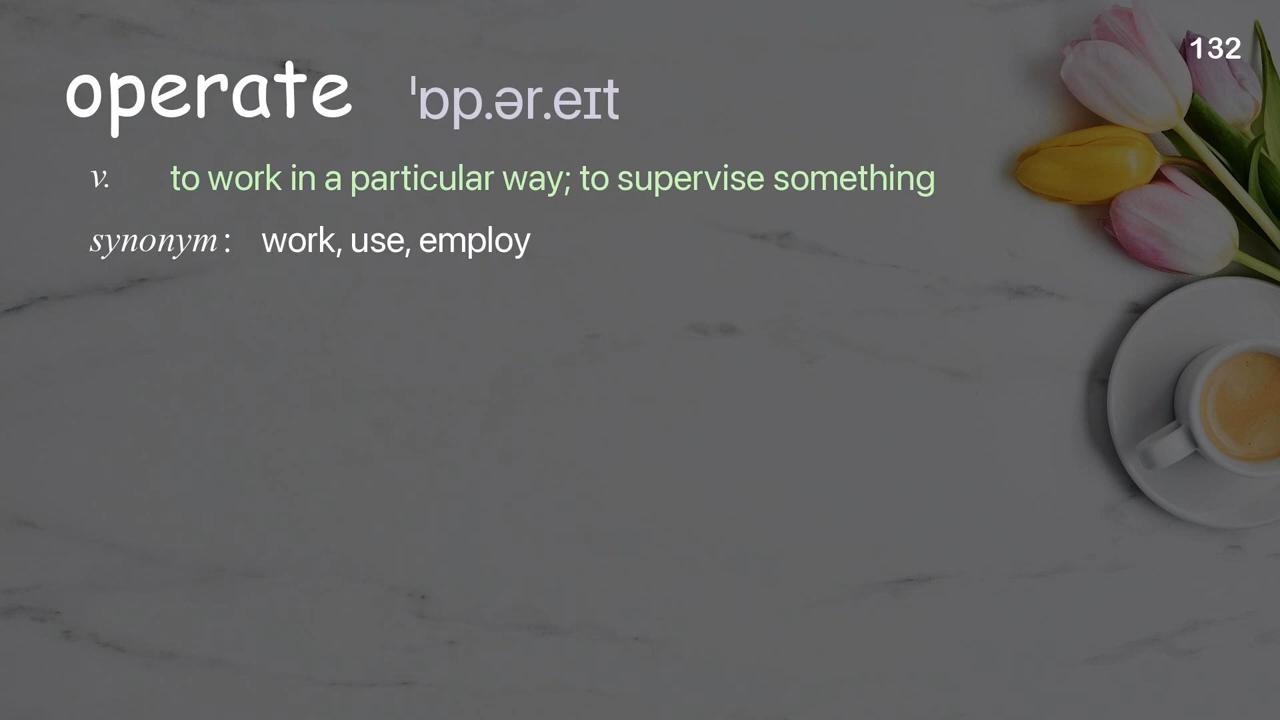 132
operate ˈɒp.ər.eɪt
v. to work in a particular way; to supervise something
synonym: work, use, employ